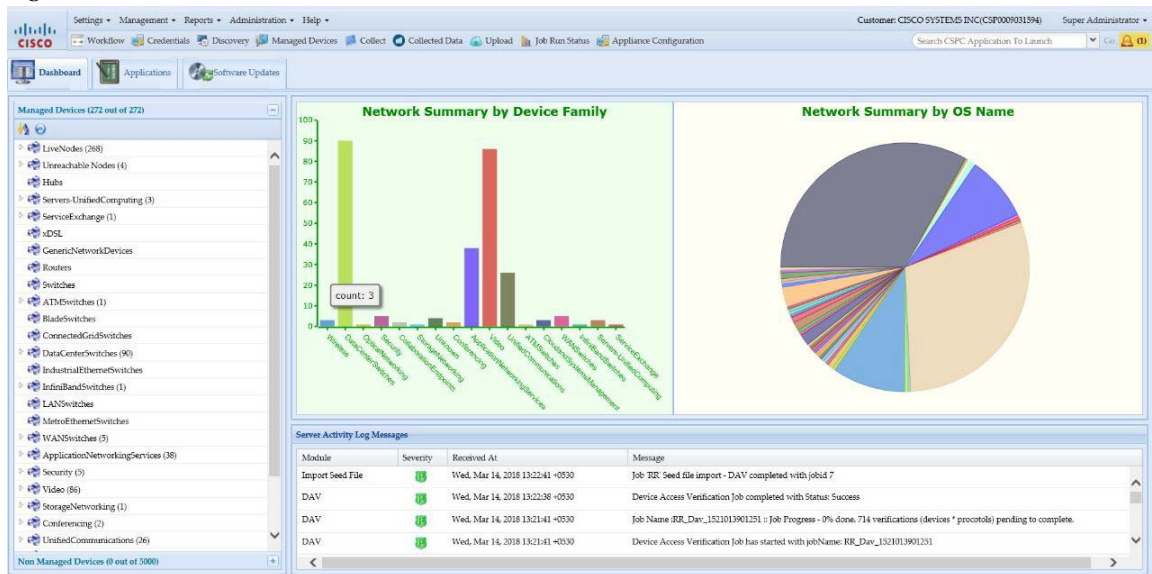 Settings Management Reports Administration Help Customer: CISCO SYSTEMS INC(CSP0009031594) Super Administrator
CISCO Workflow Credentials Discovery Managed Devices Collect Collected Data Upload Job Run Status Appliance Configuration Search CSPC Application To Launch Go (1)
Dashboard Applications Software Updates
Managed Devices (272 out of 272)
LiveNodes (268)
Unreachable Nodes (4)
Hubs
Servers-UnifiedComputing (3)
ServiceExchange (1)
xDSL
GenericNetworkDevices
Routers
Switches
ATMSwitches (1)
BladeSwitches
ConnectedGridSwitches
DataCenterSwitches (90)
IndustrialEthernetSwitches
InfiniBandSwitches (1)
LANSwitches
MetroEthernetSwitches
WANSwitches (5)
ApplicationNetworkingServices (38)
Security (5)
Video (86)
StorageNetworking (1)
Conferencing (2)
UnifiedCommunications (26)
Non Managed Devices (0 out of 5000)
Network Summary by Device Family
100
90
80
70
60
50
40
30
20
10
0
count: 3
Wireless
DataCenterSwitches
OpticalNetworking
Security
CollaborationEndpoints
StorageNetworking
Unknown
Conferencing
ApplicationNetworkingServices
Video
UnifiedCommunications
ATMSwitches
CloudandSystemsManagement
WANSwitches
InfiniBandSwitches
Servers-UnifiedComputing
ServiceExchange
Network Summary by OS Name
Server Activity Log Messages
Module Severity Received At Message
Import Seed File Wed, Mar 14, 2018 13:22:41 +0530 Job 'RR' Seed file import - DAV completed with jobid 7
DAV Wed, Mar 14, 2018 13:22:38 +0530 Device Access Verification Job completed with Status: Success
DAV Wed, Mar 14, 2018 13:21:41 +0530 Job Name :RR_Dav_1521013901251 :: Job Progress - 0% done. 714 verifications (devices * procotols) pending to complete.
DAV Wed, Mar 14, 2018 13:21:41 +0530 Device Access Verification Job has started with jobName: RR_Dav_1521013901251